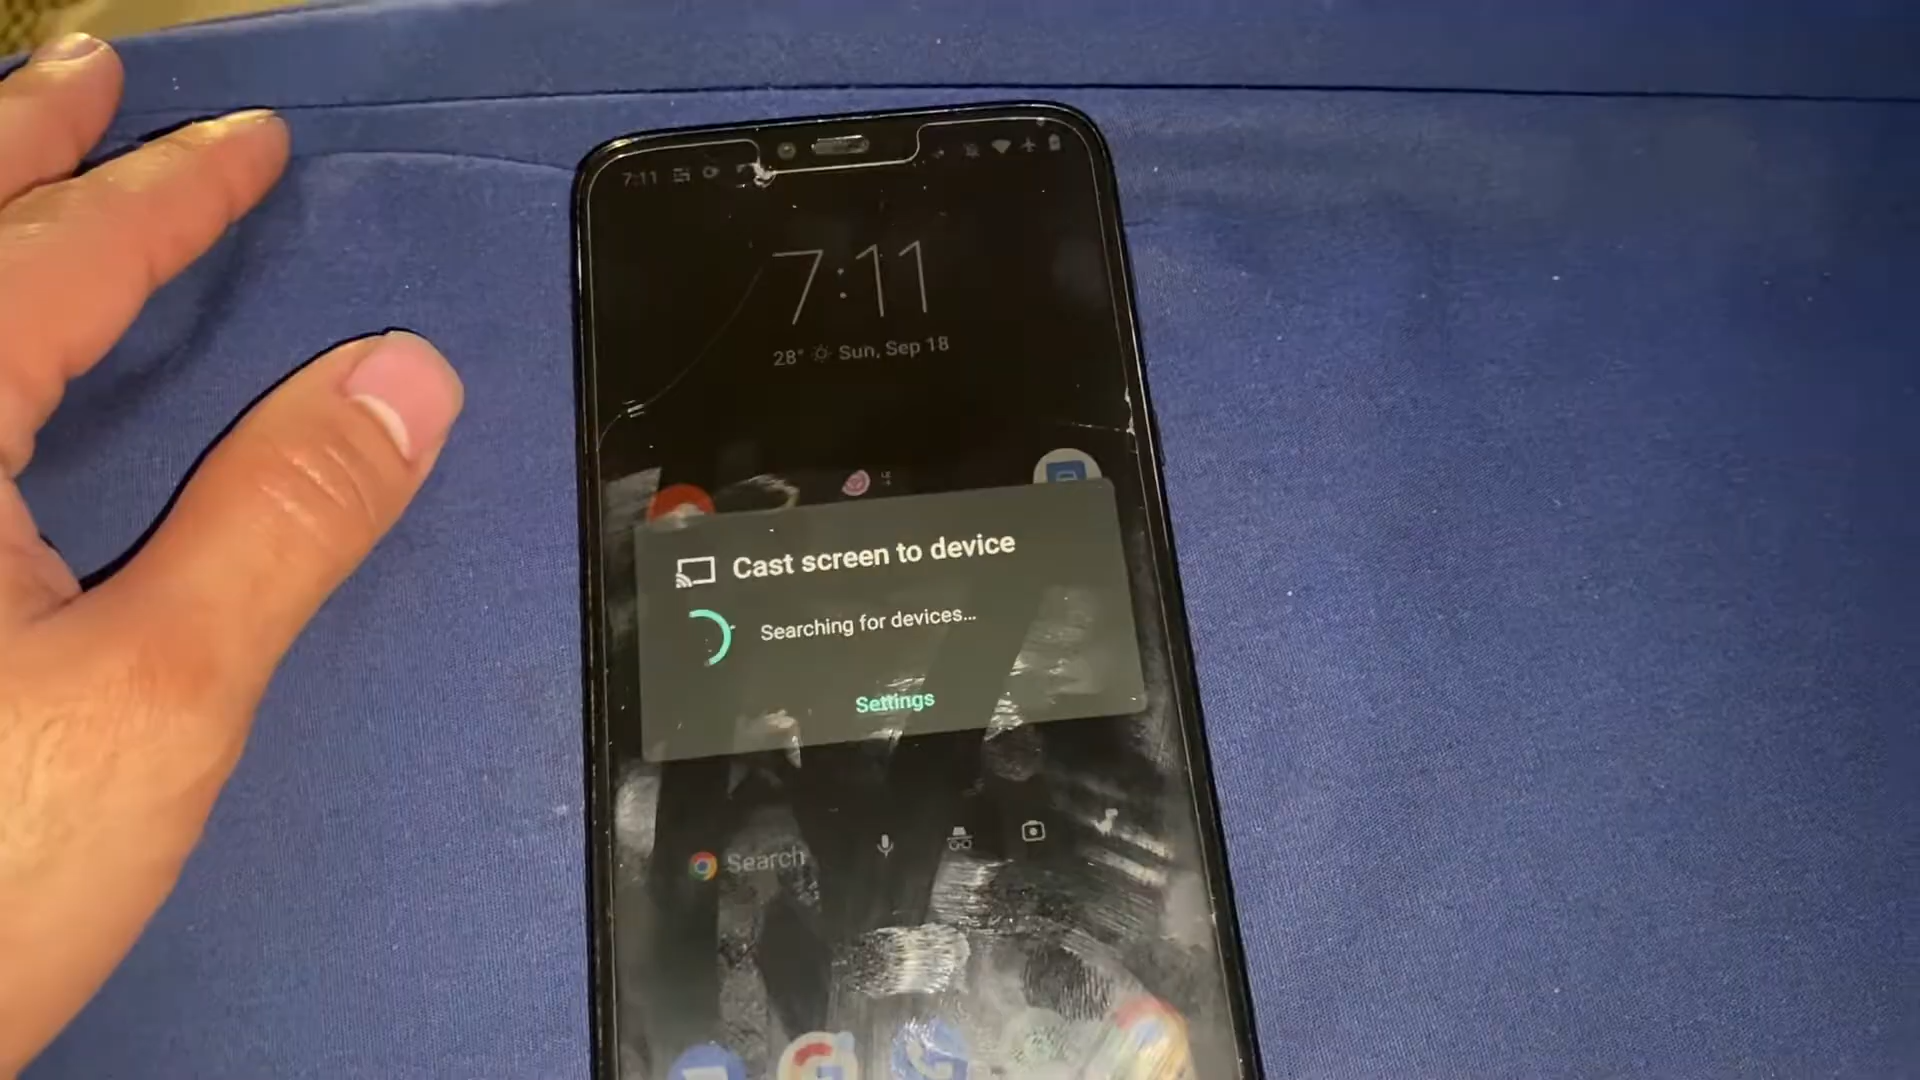 7:11
7:11
28° Sun, Sep 18
Cast screen to device
Searching for devices...
Settings
Search